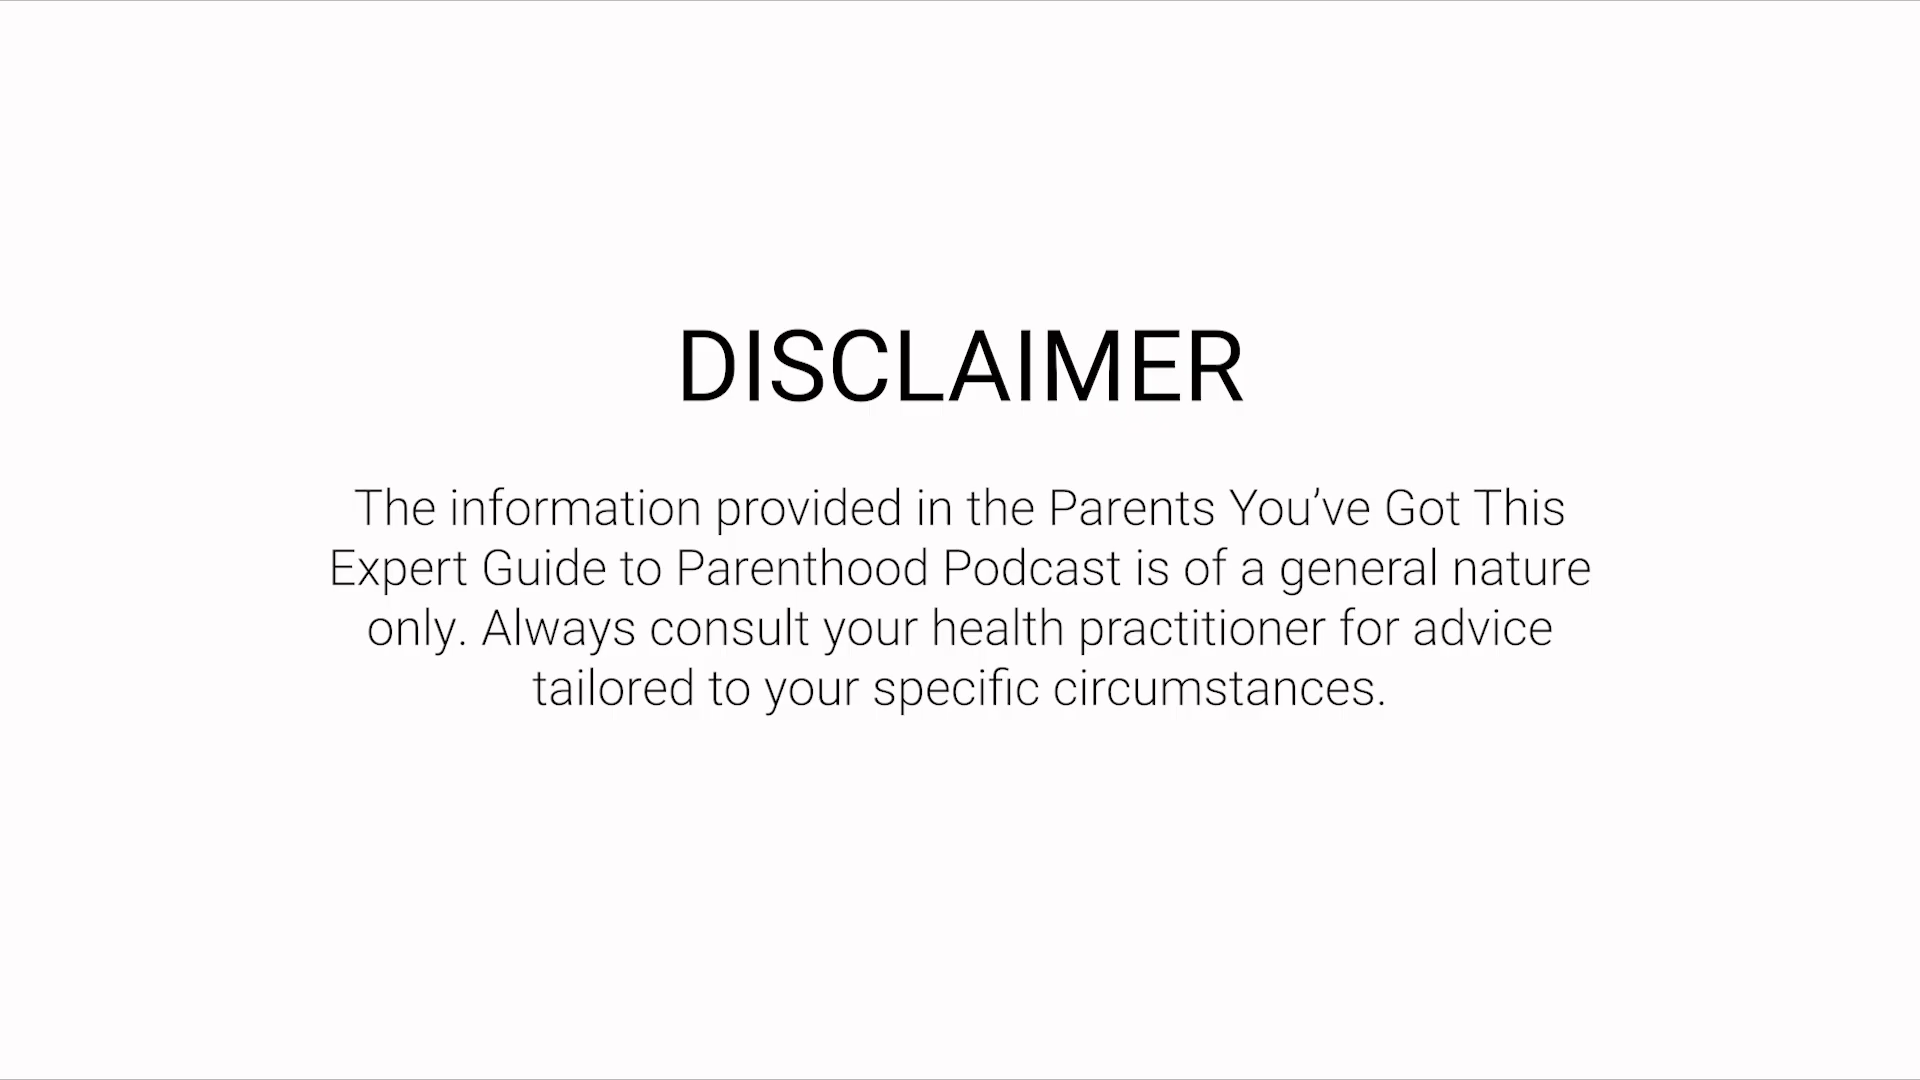 DISCLAIMER
The information provided in the Parents You’ve Got This
Expert Guide to Parenthood Podcast is of a general nature
only. Always consult your health practitioner for advice
tailored to your specific circumstances.